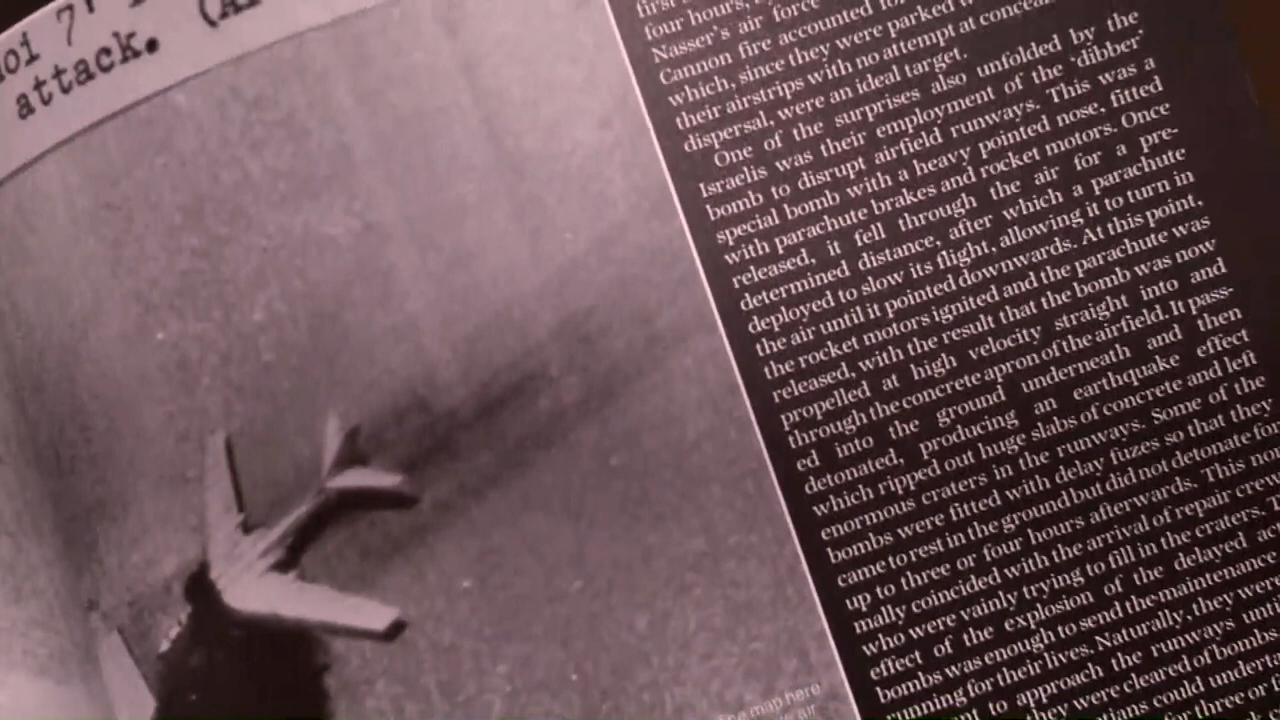 attack.
first
four hours,
Nasser's air force
Cannon fire accounted for
which, since they were parked
their airstrips with no attempt at conceal
dispersal, were an ideal target.
One of the surprises also unfolded by the
Israelis was their employment of the 'dibber'
bomb to disrupt airfield runways. This was a
special bomb with a heavy pointed nose, fitted
with parachute brakes and rocket motors. Once
released, it fell through the air for a pre-
determined distance, after which a parachute
deployed to slow its flight, allowing it to turn in
the air until it pointed downwards. At this point,
the rocket motors ignited and the parachute was
released, with the result that the bomb was now
propelled at high velocity straight into and
through the concrete apron of the airfield. It pass-
ed into the ground underneath and then
detonated, producing an earthquake effect
which ripped out huge slabs of concrete and left
enormous craters in the runways. Some of the
bombs were fitted with delay fuzes so that they
came to rest in the ground but did not detonate for
up to three or four hours afterwards. This nor
mally coincided with the arrival of repair crew
who were vainly trying to fill in the craters. T
effect of the explosion of the delayed ac
bombs was enough to send the maintenance
running for their lives. Naturally, they were
to approach the runways unti
they were cleared of bombs
cians could underta
three or f
map here
air